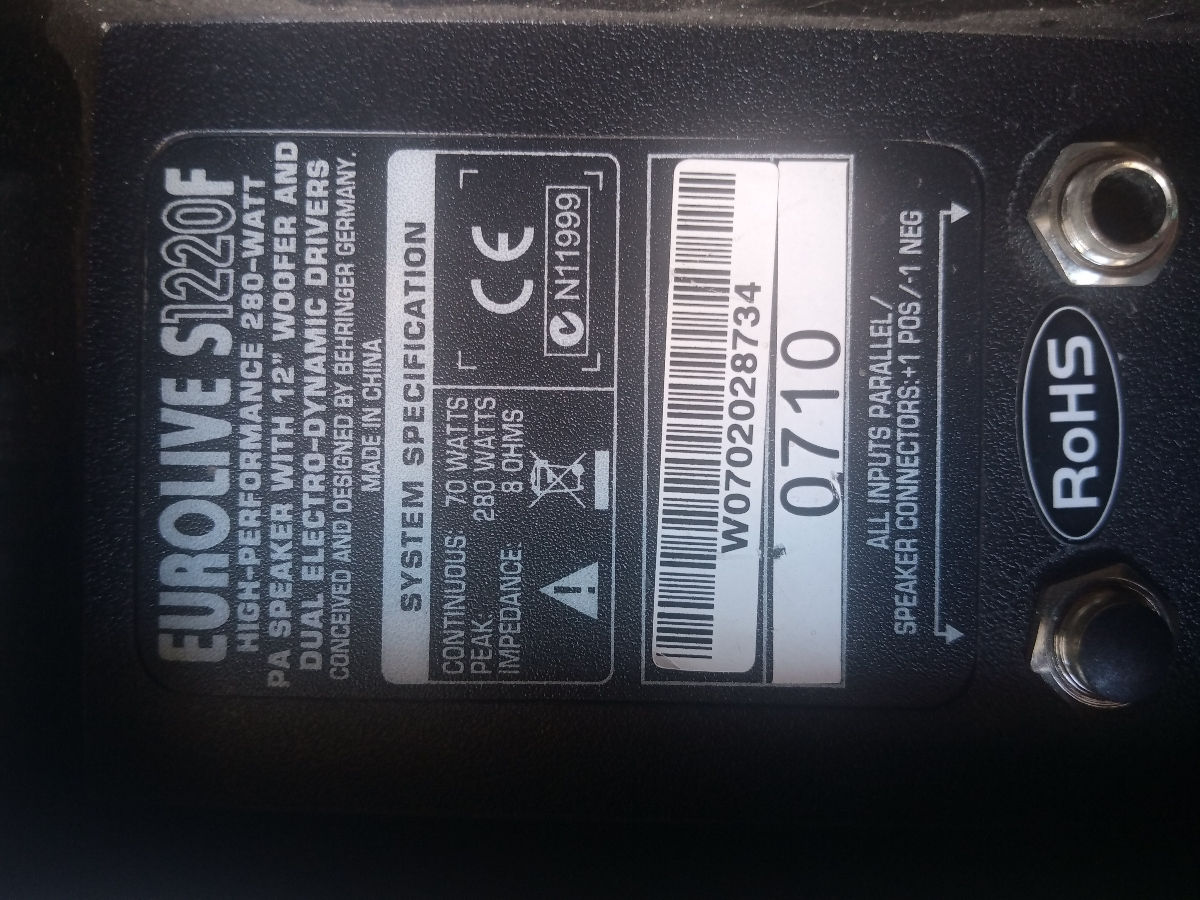 EUROLIVE S1220F
HIGH-PERFORMANCE 280-WATT
PA SPEAKER WITH 12" WOOFER AND
DUAL ELECTRO-DYNAMIC DRIVERS
CONCEIVED AND DESIGNED BY BEHRINGER GERMANY.
MADE IN CHINA
SYSTEM SPECIFICATION
CONTINUOUS: 70 WATTS
PEAK: 280 WATTS
IMPEDANCE: 8 OHMS
CE
N11999
W0702028734
0710
ALL INPUTS PARALLEL/
SPEAKER CONNECTORS:+1 POS/-1 NEG
RoHS